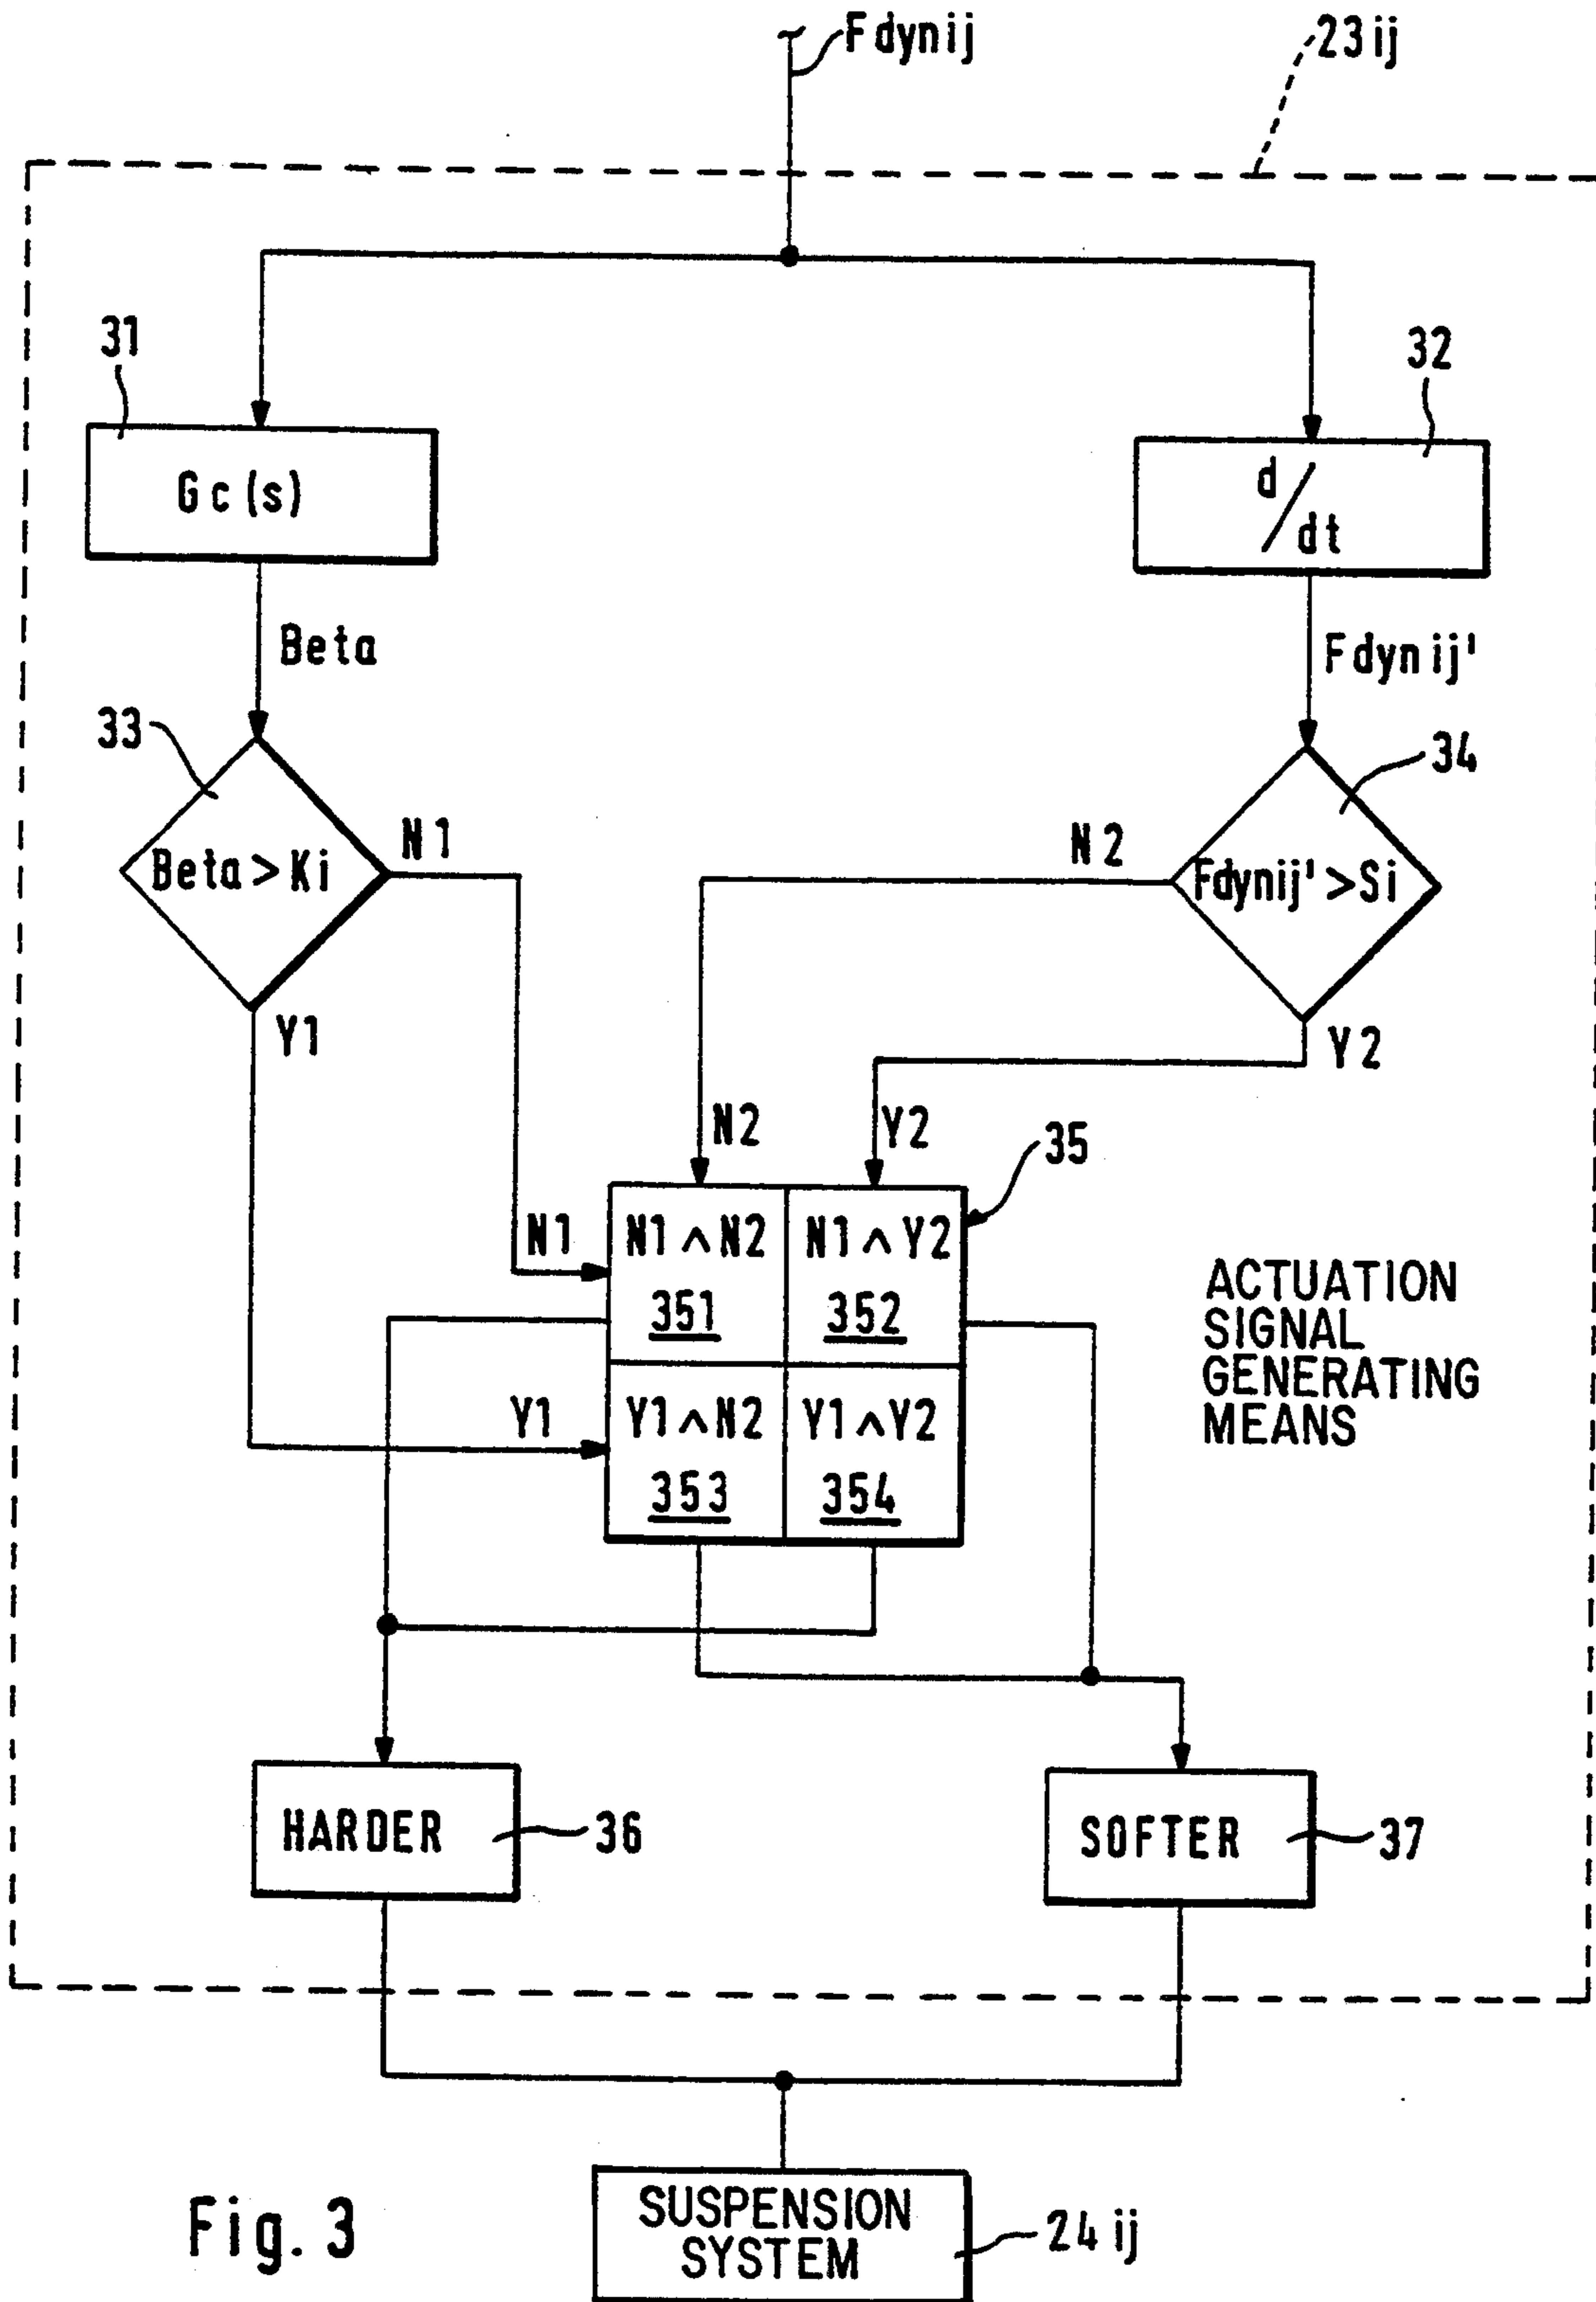 Fdynij
23ij
31
32
Gc(s)
d/dt
Beta
Fdynij'
33
34
N1
N2
Beta>Ki
Fdynij'>Si
Y1
Y2
N2
Y2
35
N1
N1∧N2
N1∧Y2
351
352
ACTUATION
SIGNAL
GENERATING
MEANS
Y1
Y1∧N2
Y1∧Y2
353
354
HARDER
36
SOFTER
37
Fig. 3
SUSPENSION
SYSTEM
24ij